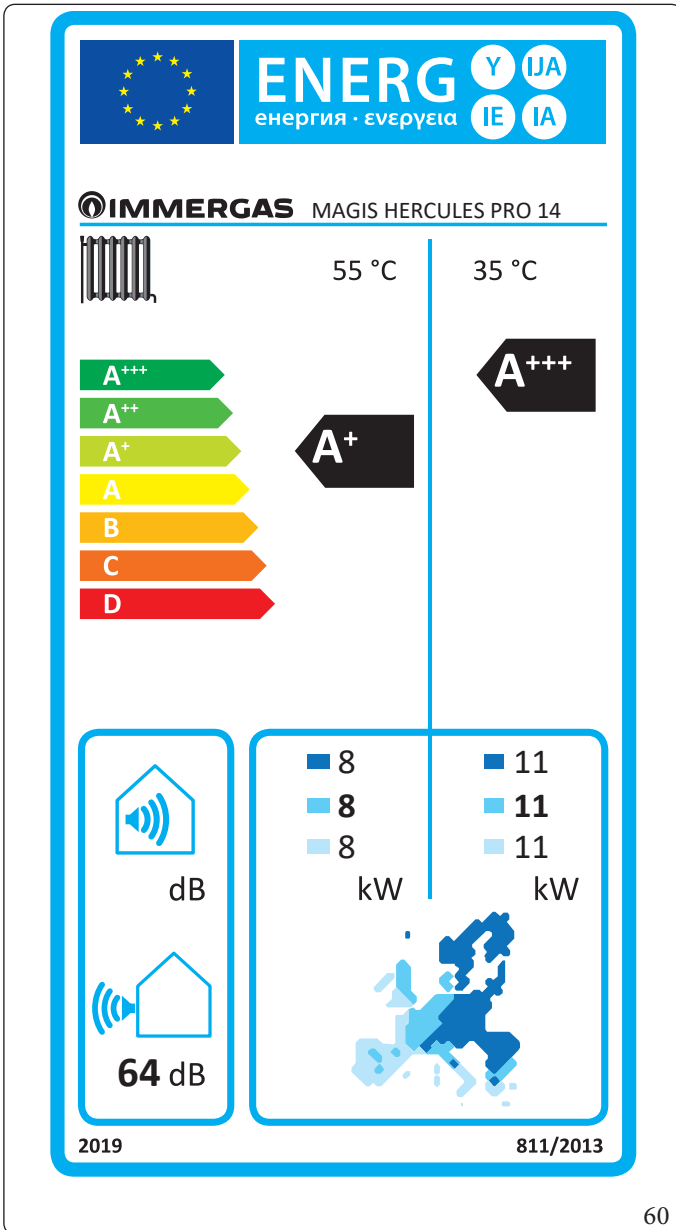 ENERG Y IJA
енергия · ενεργεια IE IA
IMMERGAS MAGIS HERCULES PRO 14
55 °C 35 °C
A+++ A+++
A++
A+ A+
A
B
C
D
8 11
8 11
8 11
dB kW kW
64 dB
2019 811/2013
60